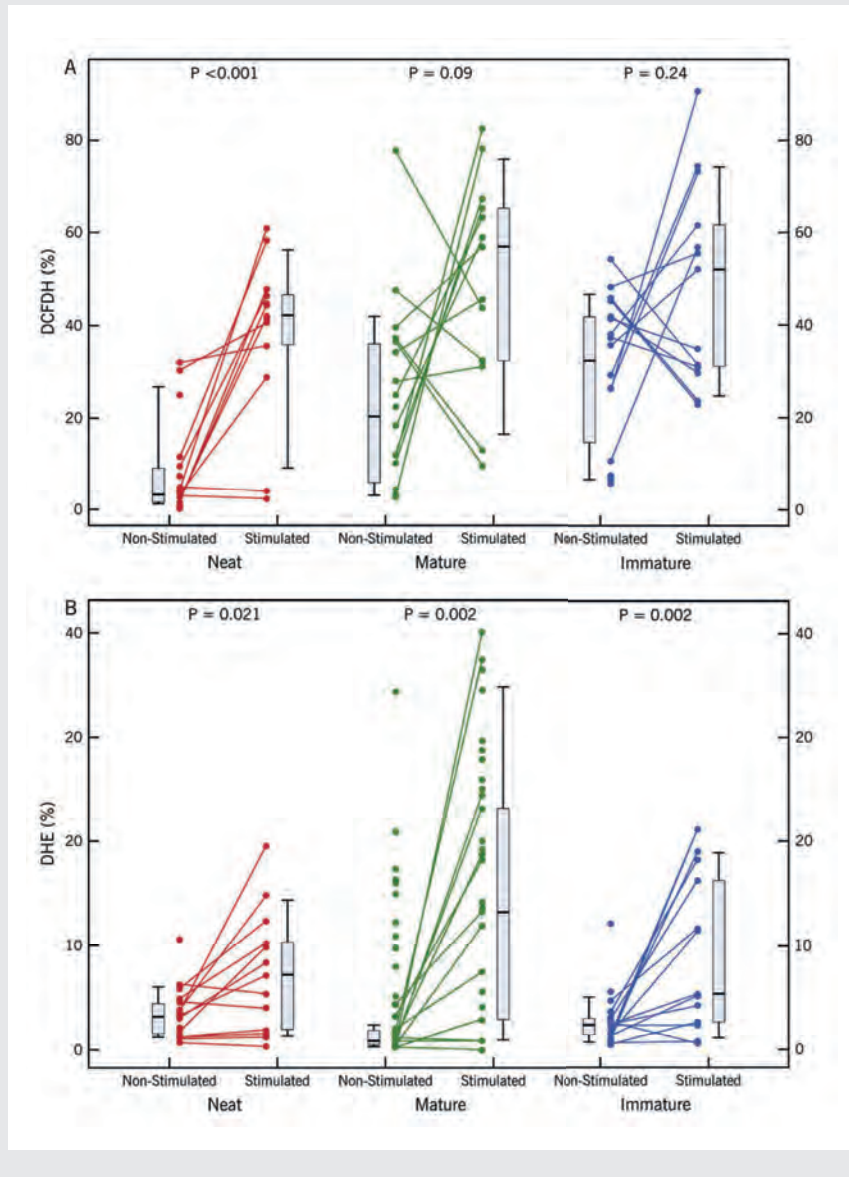 A
P <0.001 P = 0.09 P = 0.24
80 80
60 60
DCFDH (%)
40 40
20 20
0 0
Non-Stimulated Stimulated Non-Stimulated Stimulated Non-Stimulated Stimulated
Neat Mature Immature
B
P = 0.021 P = 0.002 P = 0.002
40 40
20 20
DHE (%)
20 20
10 10
0 0
Non-Stimulated Stimulated Non-Stimulated Stimulated Non-Stimulated Stimulated
Neat Mature Immature